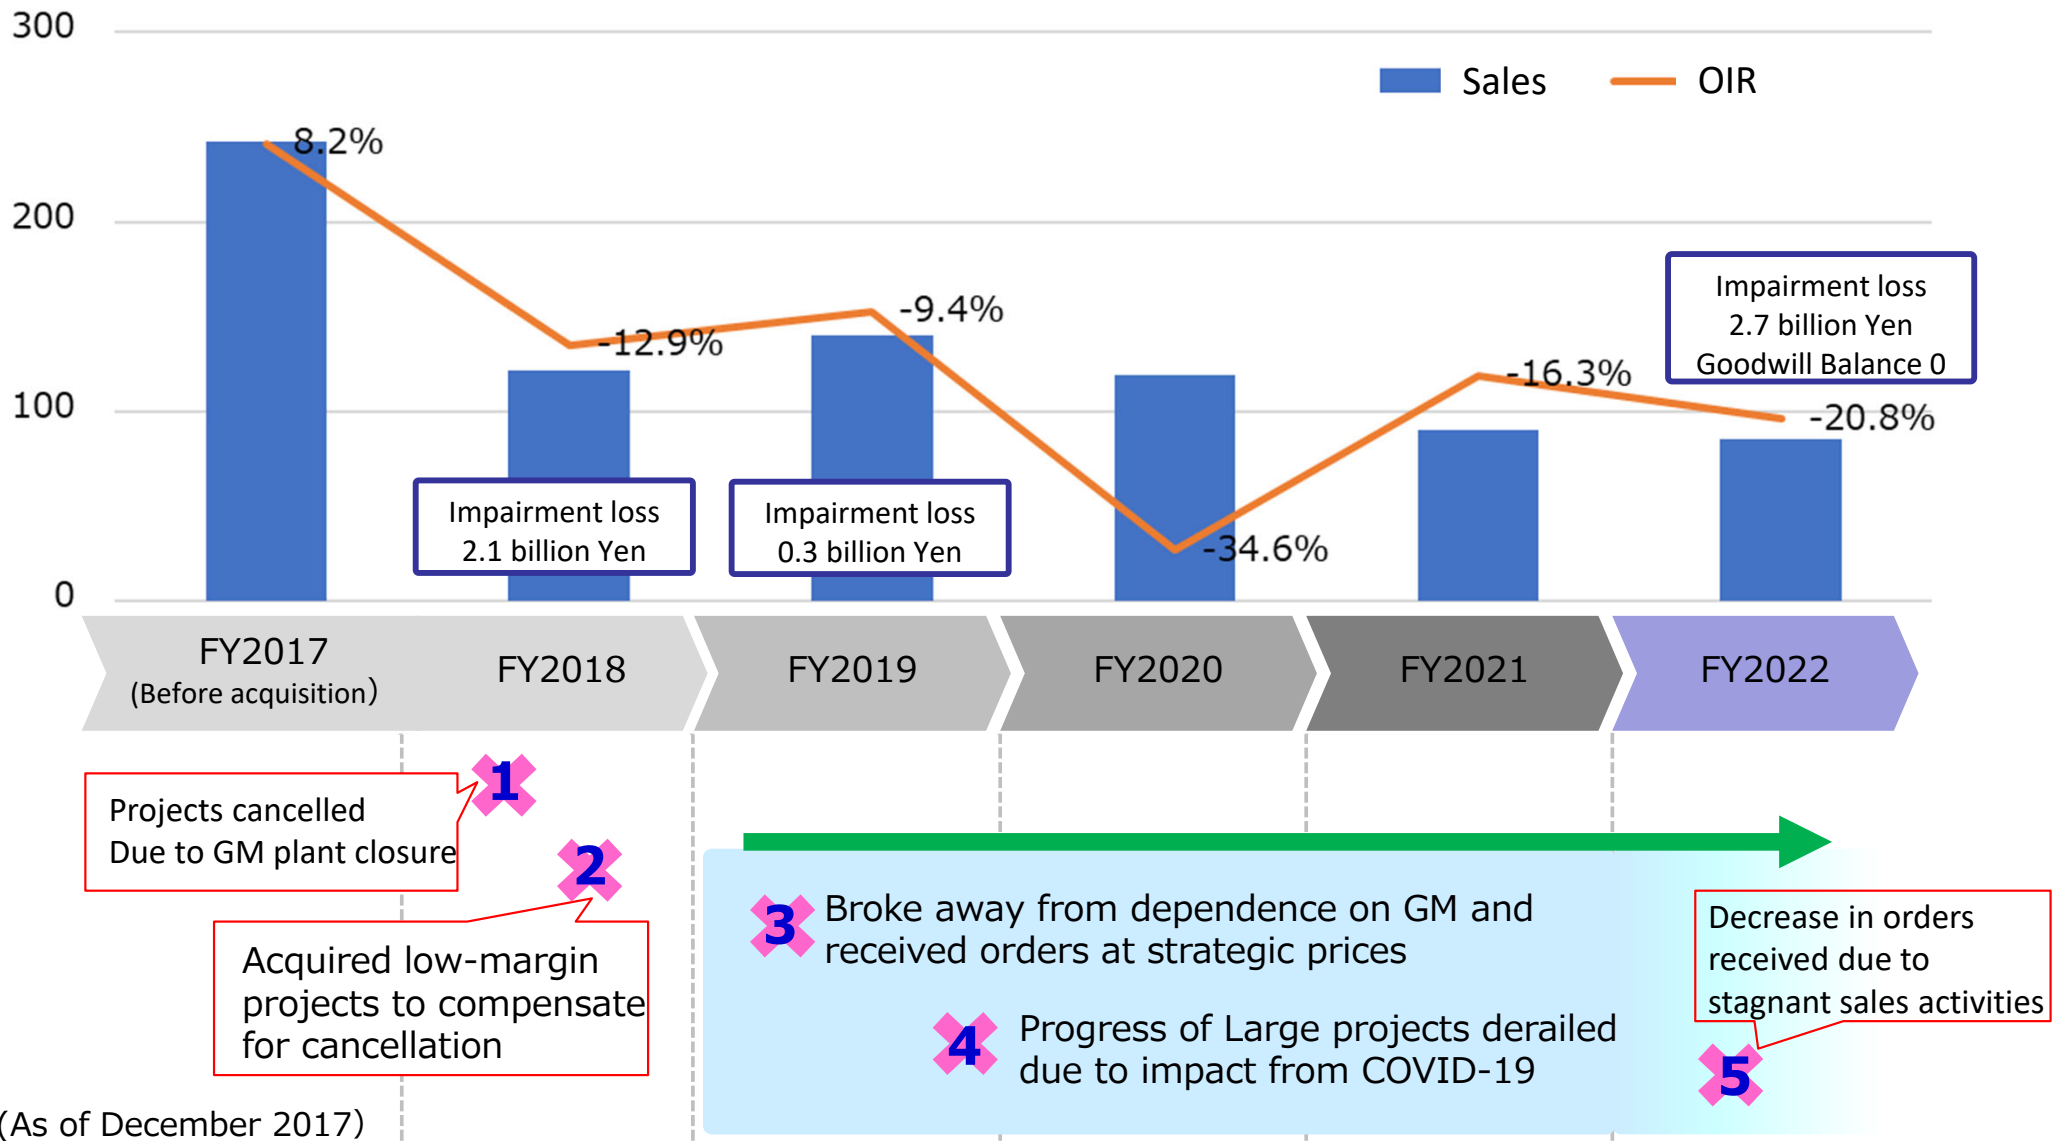 300
200
100
0
Sales
OIR
8.2%
-12.9%
-9.4%
-34.6%
-16.3%
-20.8%
Impairment loss
2.1 billion Yen
Impairment loss
0.3 billion Yen
Impairment loss
2.7 billion Yen
Goodwill Balance 0
FY2017
(Before acquisition）
FY2018
FY2019
FY2020
FY2021
FY2022
1
Projects cancelled
Due to GM plant closure
2
Acquired low-margin
projects to compensate
for cancellation
3
Broke away from dependence on GM and
received orders at strategic prices
4
Progress of Large projects derailed
due to impact from COVID-19
Decrease in orders
received due to
stagnant sales activities
5
(As of December 2017）